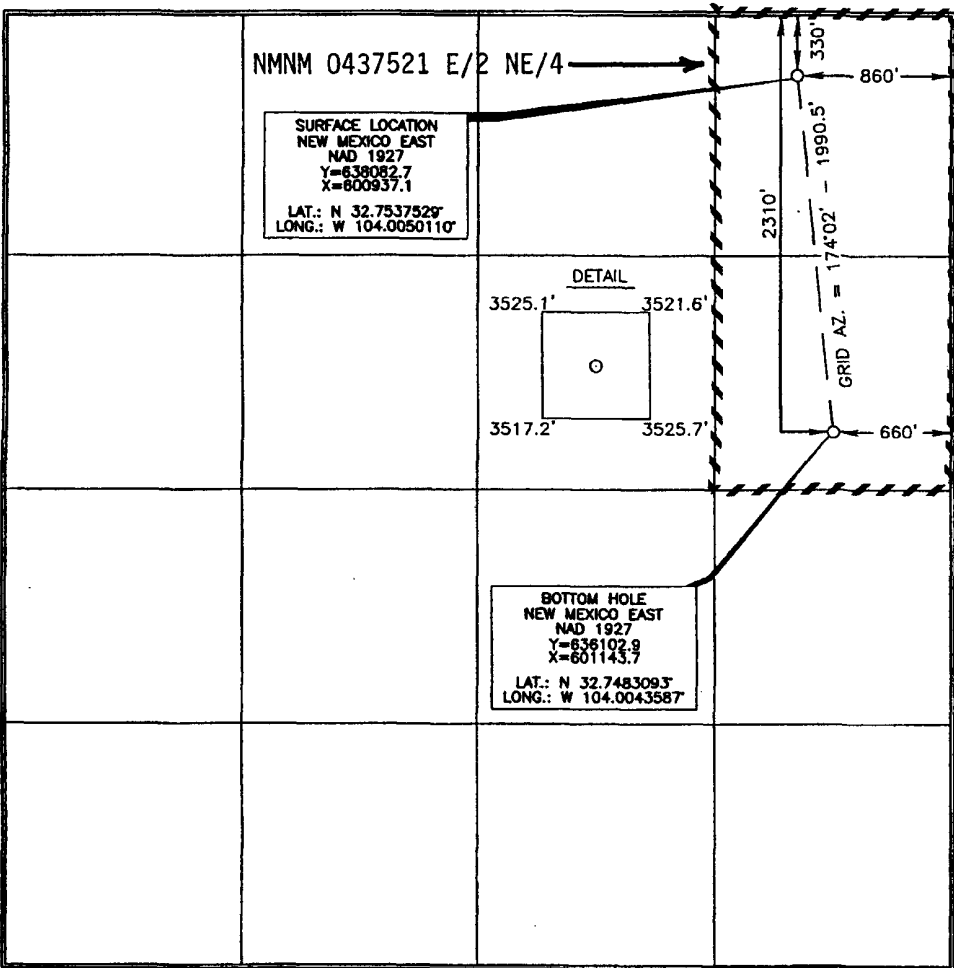 NMNM 0437521 E/2 NE/4
330'
860'
SURFACE LOCATION
NEW MEXICO EAST
NAD 1927
Y=638082.7
X=600937.1
LAT.: N 32.7537529°
LONG.: W 104.0050110°
2310'
GRID AZ. = 174°02' - 1990.5'
DETAIL
3525.1' 3521.6'
3517.2' 3525.7'
660'
BOTTOM HOLE
NEW MEXICO EAST
NAD 1927
Y=636102.9
X=601143.7
LAT.: N 32.7483093°
LONG.: W 104.0043587°